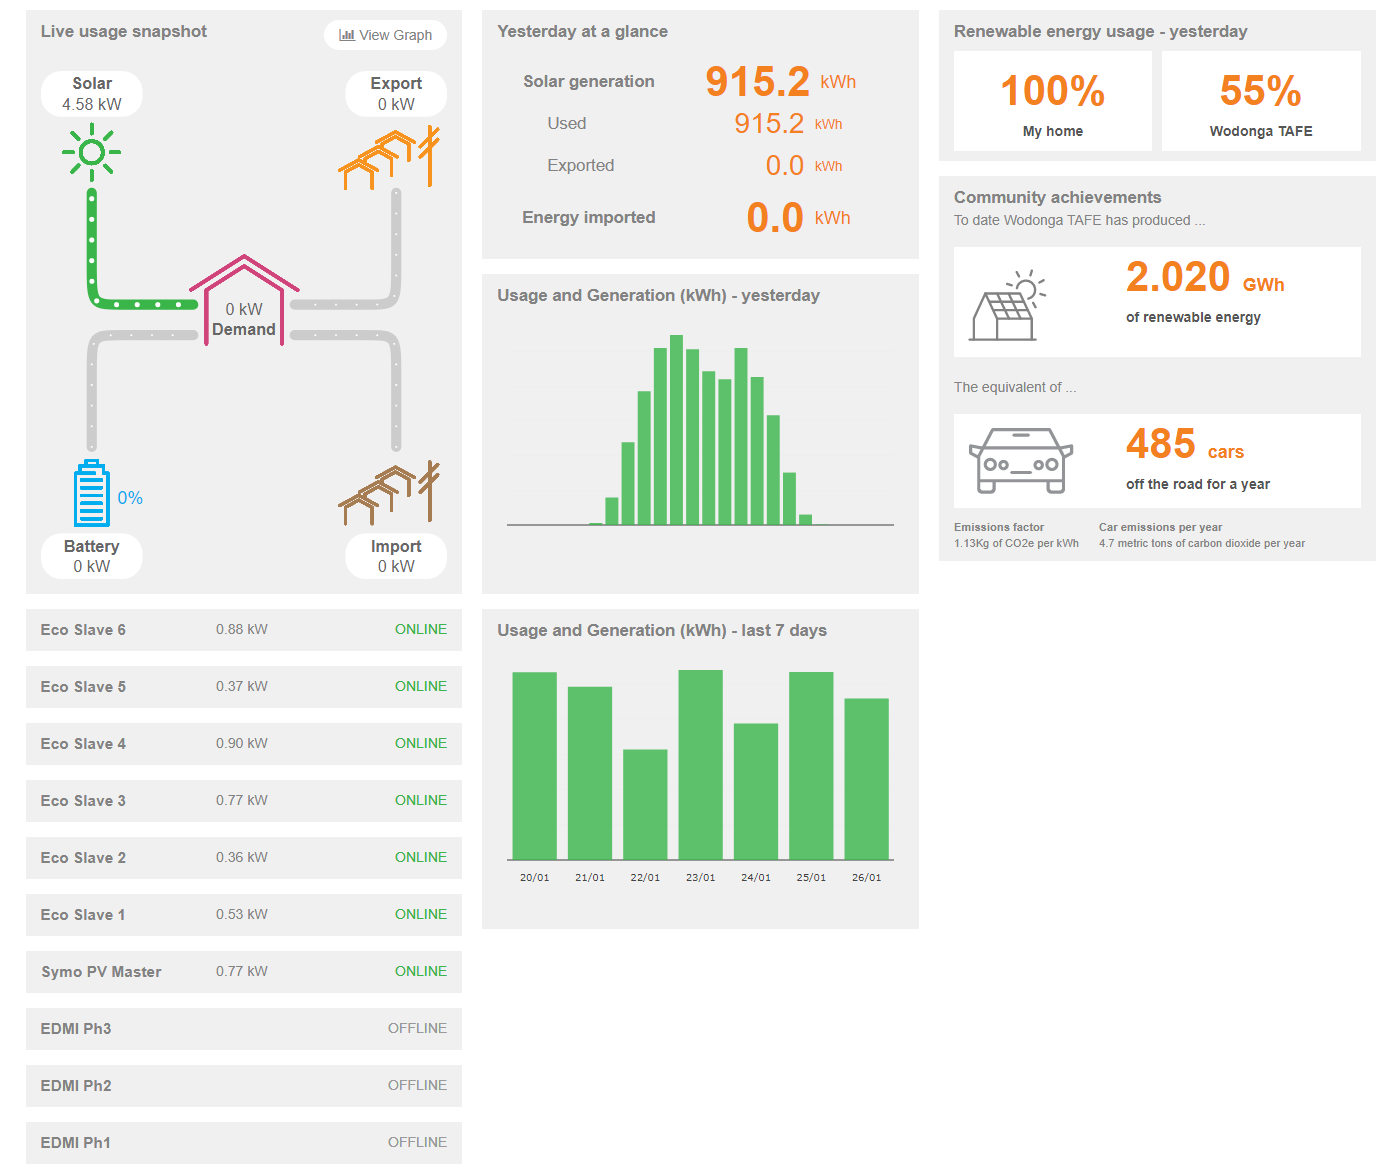 Live usage snapshot
View Graph
Solar
4.58 kW
Export
0 kW
0 kW
Demand
0%
Battery
0 kW
Import
0 kW
Eco Slave 6 0.88 kW ONLINE
Eco Slave 5 0.37 kW ONLINE
Eco Slave 4 0.90 kW ONLINE
Eco Slave 3 0.77 kW ONLINE
Eco Slave 2 0.36 kW ONLINE
Eco Slave 1 0.53 kW ONLINE
Symo PV Master 0.77 kW ONLINE
EDMI Ph3 OFFLINE
EDMI Ph2 OFFLINE
EDMI Ph1 OFFLINE
Yesterday at a glance
Solar generation 915.2 kWh
Used 915.2 kWh
Exported 0.0 kWh
Energy imported 0.0 kWh
Usage and Generation (kWh) - yesterday
Usage and Generation (kWh) - last 7 days
20/01 21/01 22/01 23/01 24/01 25/01 26/01
Renewable energy usage - yesterday
100%
My home
55%
Wodonga TAFE
Community achievements
To date Wodonga TAFE has produced ...
2.020 GWh
of renewable energy
The equivalent of ...
485 cars
off the road for a year
Emissions factor
1.13Kg of CO2e per kWh
Car emissions per year
4.7 metric tons of carbon dioxide per year